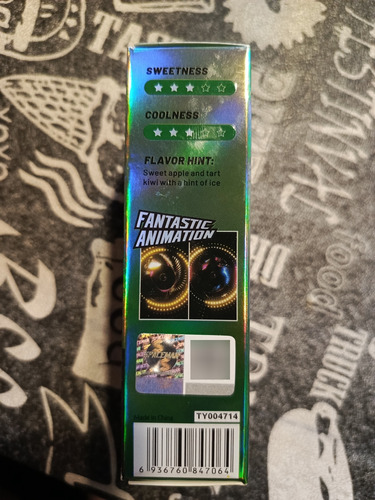 SWEETNESS
COOLNESS
FLAVOR HINT:
Sweet apple and tart
kiwi with a hint of ice
FANTASTIC
ANIMATION
SPACEMAN
Made in China
TY004714
6 936760 847064